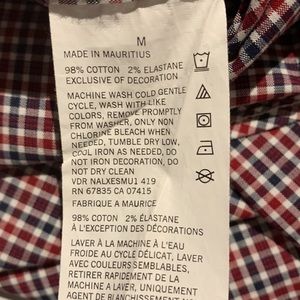 M
MADE IN MAURITIUS
98% COTTON 2% ELASTANE
EXCLUSIVE OF DECORATION
MACHINE WASH COLD GENTLE
CYCLE, WASH WITH LIKE
COLORS, REMOVE PROMPTLY
FROM WASHER, ONLY NON
CHLORINE BLEACH WHEN
NEEDED, TUMBLE DRY LOW,
COOL IRON AS NEEDED, DO
NOT IRON DECORATION, DO
NOT DRY CLEAN
VDR NALXESMU1 419
RN 67835 CA 07415
FABRIQUE A MAURICE
98% COTON 2% ÉLASTHANNE
À L'EXCEPTION DES DÉCORATIONS
LAVER À LA MACHINE À L'EAU
FROIDE AU CYCLE DÉLICAT, LAVER
AVEC COULEURS SEMBLABLES,
RETIRER RAPIDEMENT DE LA
MACHINE A LAVER, UNIQUEMENT
AGENT DE BLANCHISSEMENT